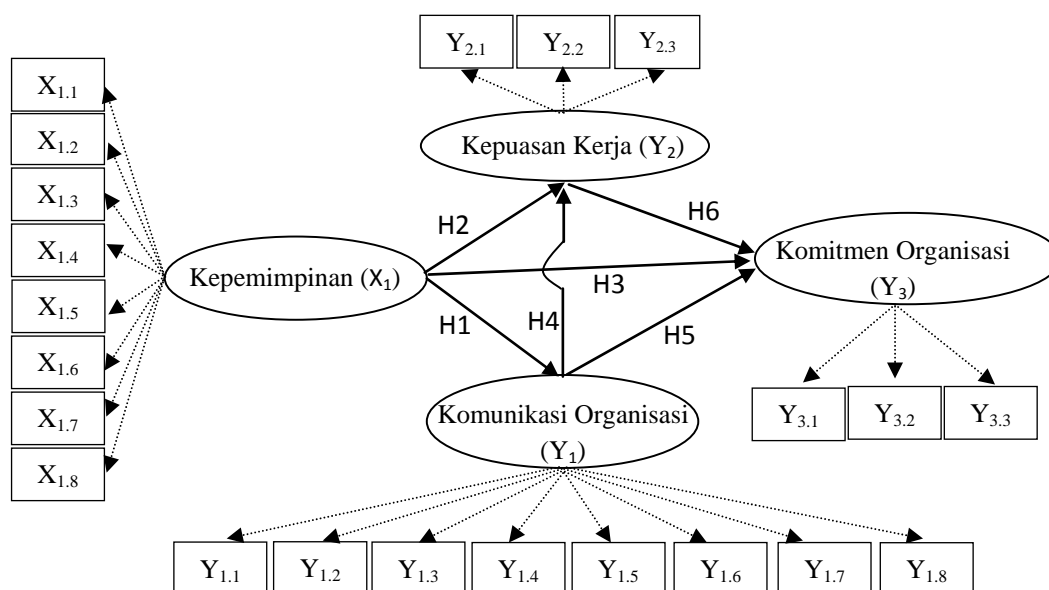 Y2.1
Y2.2
Y2.3
X1.1
X1.2
X1.3
X1.4
X1.5
X1.6
X1.7
X1.8
Kepuasan Kerja (Y2)
Kepemimpinan (X1)
Komitmen Organisasi
(Y3)
H2
H6
H3
H1
H4
H5
Komunikasi Organisasi
(Y1)
Y3.1
Y3.2
Y3.3
Y1.1
Y1.2
Y1.3
Y1.4
Y1.5
Y1.6
Y1.7
Y1.8